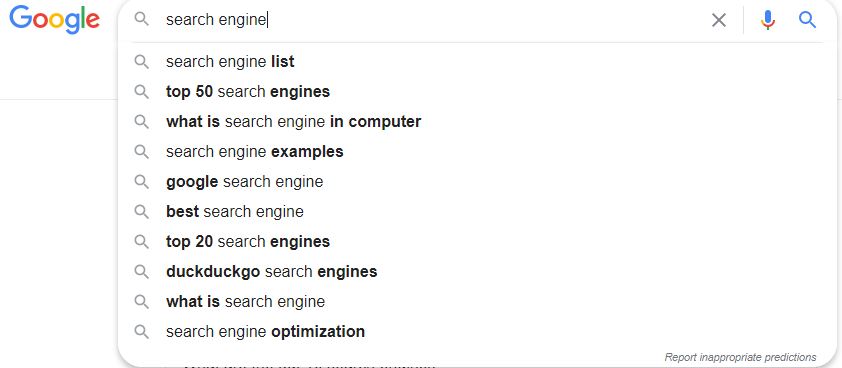 Google
search engine
search engine list
top 50 search engines
what is search engine in computer
search engine examples
google search engine
best search engine
top 20 search engines
duckduckgo search engines
what is search engine
search engine optimization
Report inappropriate predictions